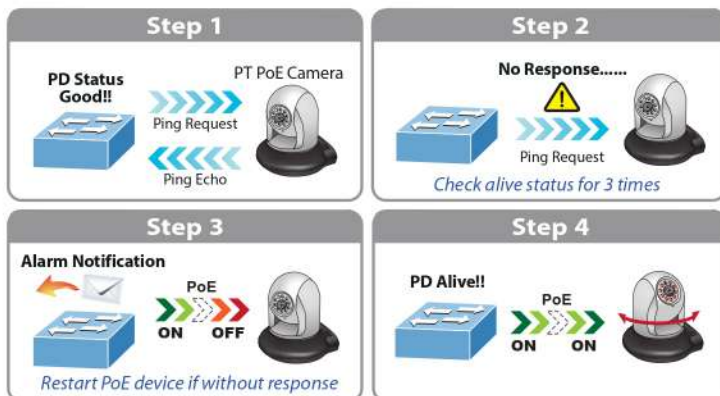 Step 1
PD Status
Good!!
PT PoE Camera
Ping Request
Ping Echo
Step 2
No Response......
Ping Request
Check alive status for 3 times
Step 3
Alarm Notification
PoE
ON OFF
Restart PoE device if without response
Step 4
PD Alive!!
PoE
ON ON